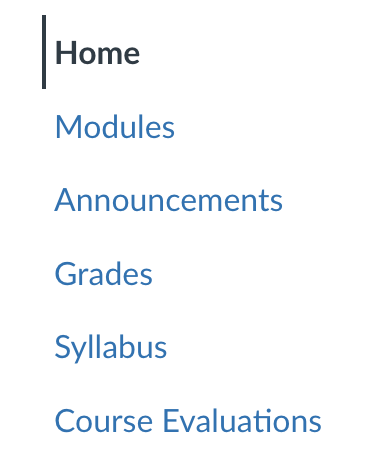 Home
Modules
Announcements
Grades
Syllabus
Course Evaluations